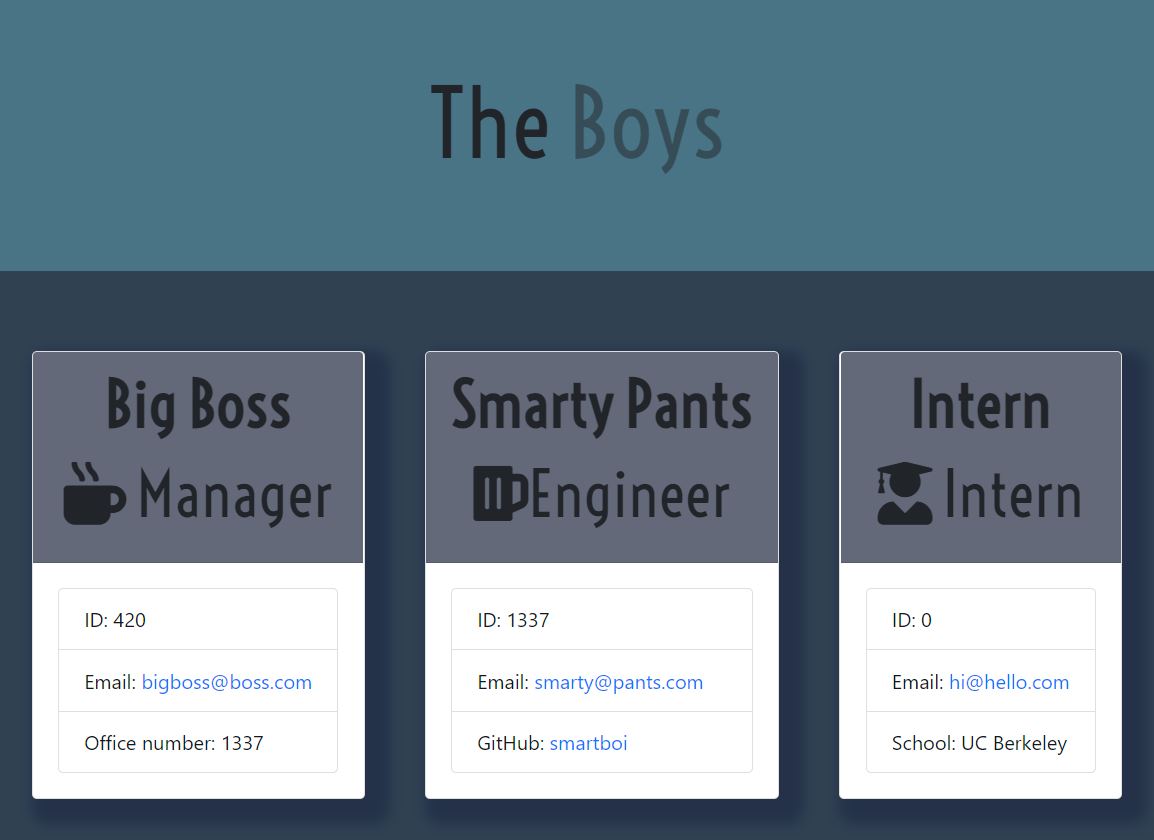 The Boys
Big Boss
Manager
ID: 420
Email: bigboss@boss.com
Office number: 1337
Smarty Pants
Engineer
ID: 1337
Email: smarty@pants.com
GitHub: smartboi
Intern
Intern
ID: 0
Email: hi@hello.com
School: UC Berkeley